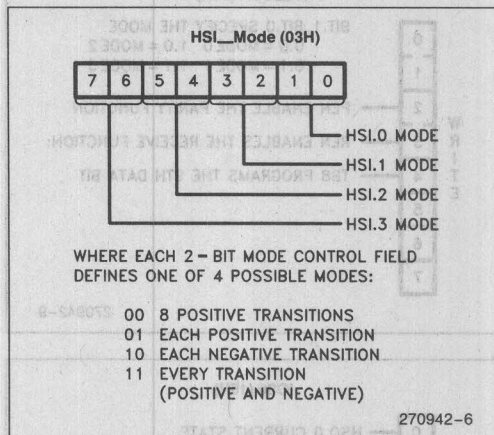 HSI__Mode (03H)
7 6 5 4 3 2 1 0
HSI.0 MODE
HSI.1 MODE
HSI.2 MODE
HSI.3 MODE
WHERE EACH 2 – BIT MODE CONTROL FIELD
DEFINES ONE OF 4 POSSIBLE MODES:
00 8 POSITIVE TRANSITIONS
01 EACH POSITIVE TRANSITION
10 EACH NEGATIVE TRANSITION
11 EVERY TRANSITION
(POSITIVE AND NEGATIVE)
270942-6